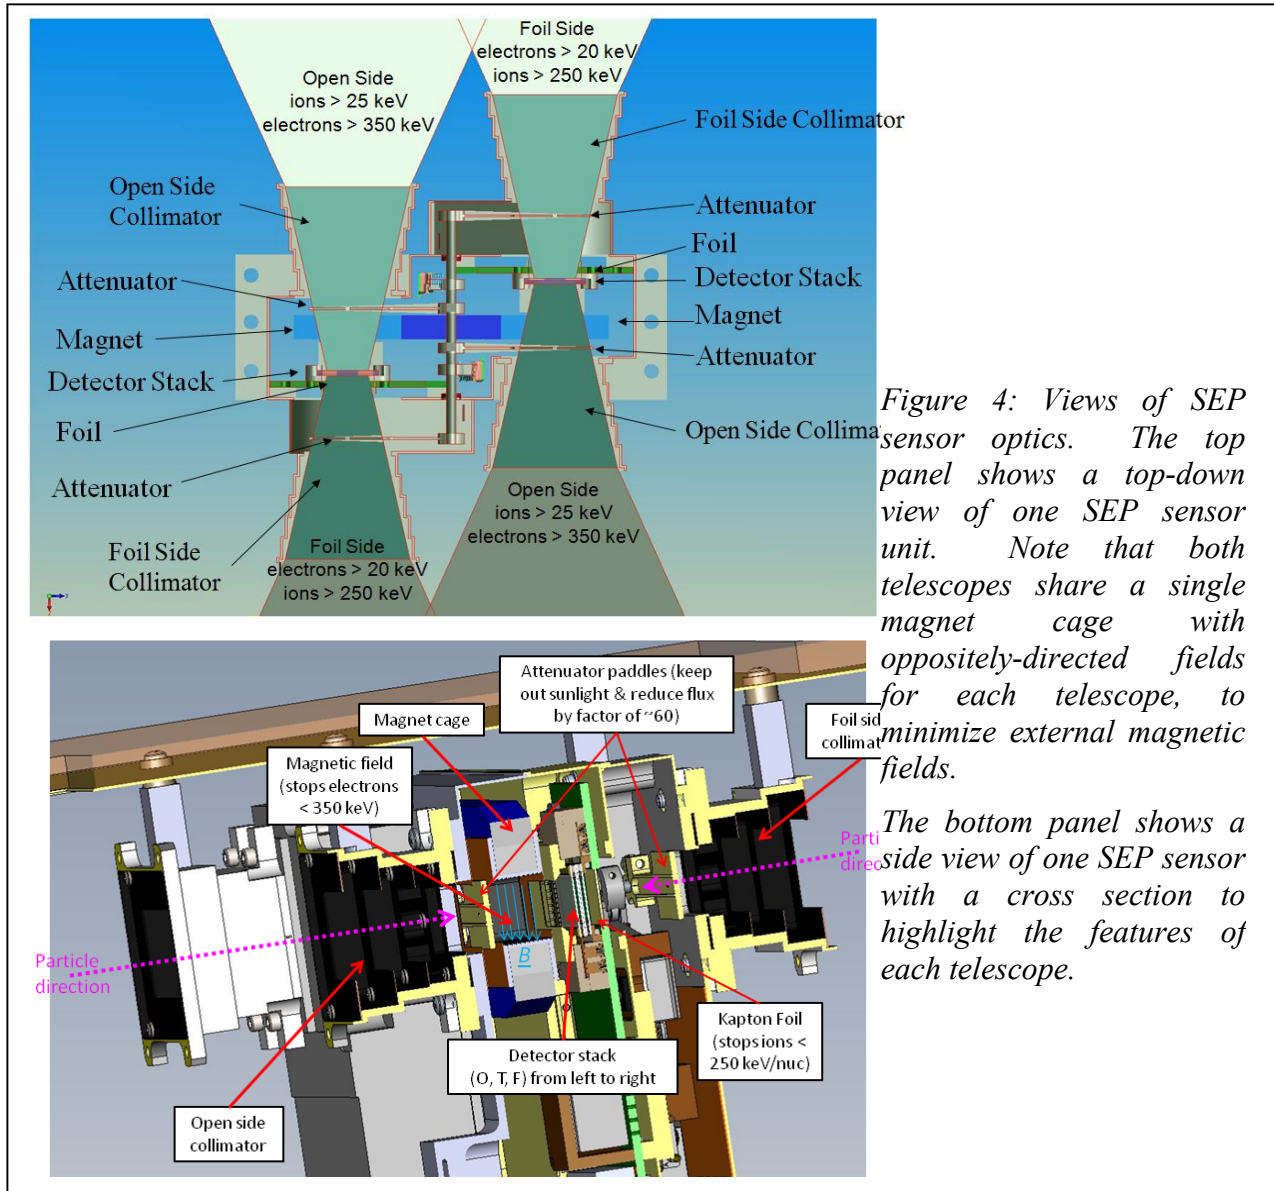 Open Side
ions > 25 keV
electrons > 350 keV
Foil Side
electrons > 20 keV
ions > 250 keV
Open Side
Collimator
Attenuator
Magnet
Detector Stack
Foil
Attenuator
Foil Side
Collimator
Foil Side Collimator
Attenuator
Foil
Detector Stack
Magnet
Attenuator
Open Side Collima
Foil Side
electrons > 20 keV
ions > 250 keV
Open Side
ions > 25 keV
electrons > 350 keV
Attenuator paddles (keep
out sunlight & reduce flux
by factor of ~60)
Magnet cage
Foil sid
collimat
Magnetic field
(stops electrons
< 350 keV)
Parti
direc
B
Particle
direction
Detector stack
(O, T, F) from left to right
Kapton Foil
(stops ions <
250 keV/nuc)
Open side
collimator
Figure 4: Views of SEP
sensor optics. The top
panel shows a top-down
view of one SEP sensor
unit. Note that both
telescopes share a single
magnet cage with
oppositely-directed fields
for each telescope, to
minimize external magnetic
fields.
The bottom panel shows a
side view of one SEP sensor
with a cross section to
highlight the features of
each telescope.